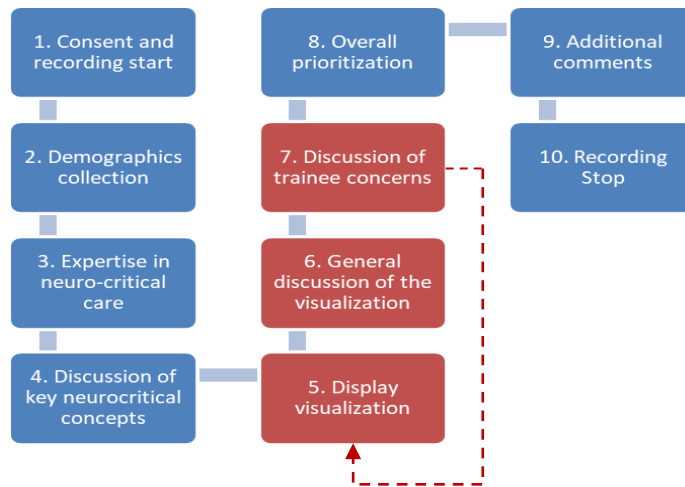 1. Consent and
recording start
2. Demographics
collection
3. Expertise in
neuro-critical
care
4. Discussion of
key neurocritical
concepts
5. Display
visualization
6. General
discussion of the
visualization
7. Discussion of
trainee concerns
8. Overall
prioritization
9. Additional
comments
10. Recording
Stop